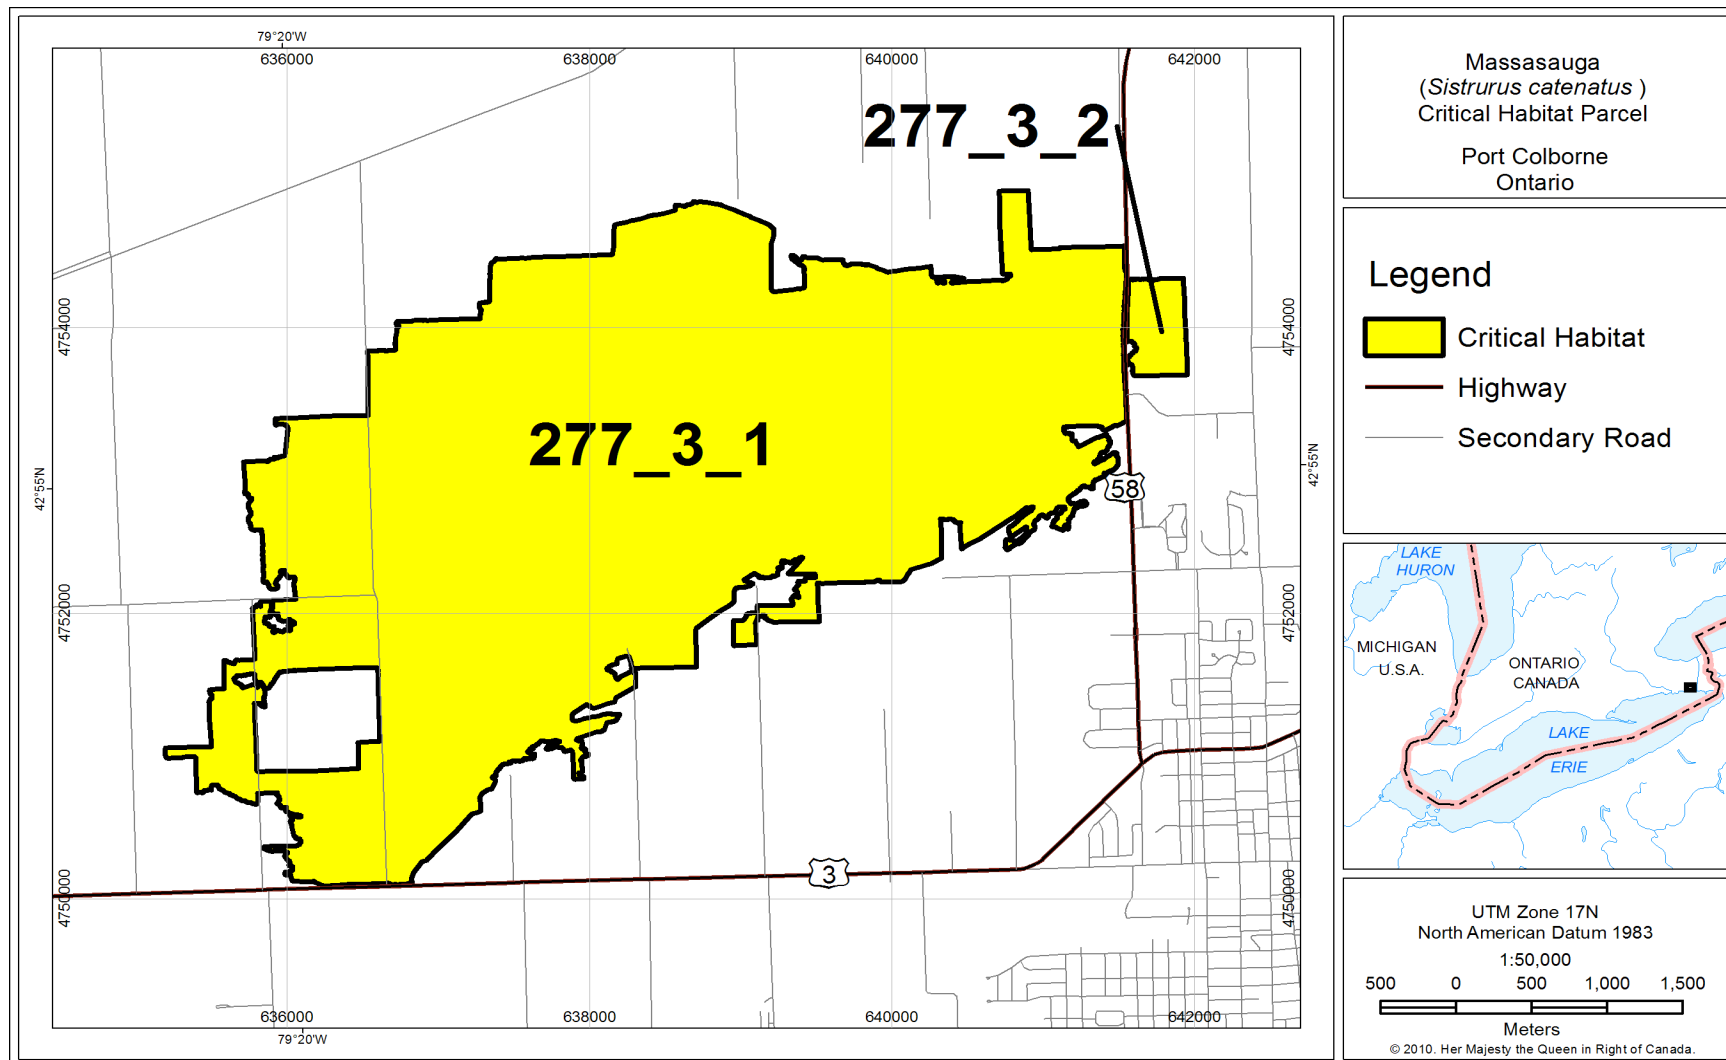 79°20'W
636000
638000
640000
642000
277_3_2
4754000
4754000
277_3_1
42°55'N
42°55'N
58
4752000
4752000
3
4750000
4750000
636000
638000
640000
642000
79°20'W
Massasauga
(Sistrurus catenatus )
Critical Habitat Parcel
Port Colborne
Ontario
Legend
Critical Habitat
Highway
Secondary Road
LAKE
HURON
MICHIGAN
U.S.A.
ONTARIO
CANADA
LAKE
ERIE
UTM Zone 17N
North American Datum 1983
1:50,000
500 0 500 1,000 1,500
Meters
© 2010. Her Majesty the Queen in Right of Canada.